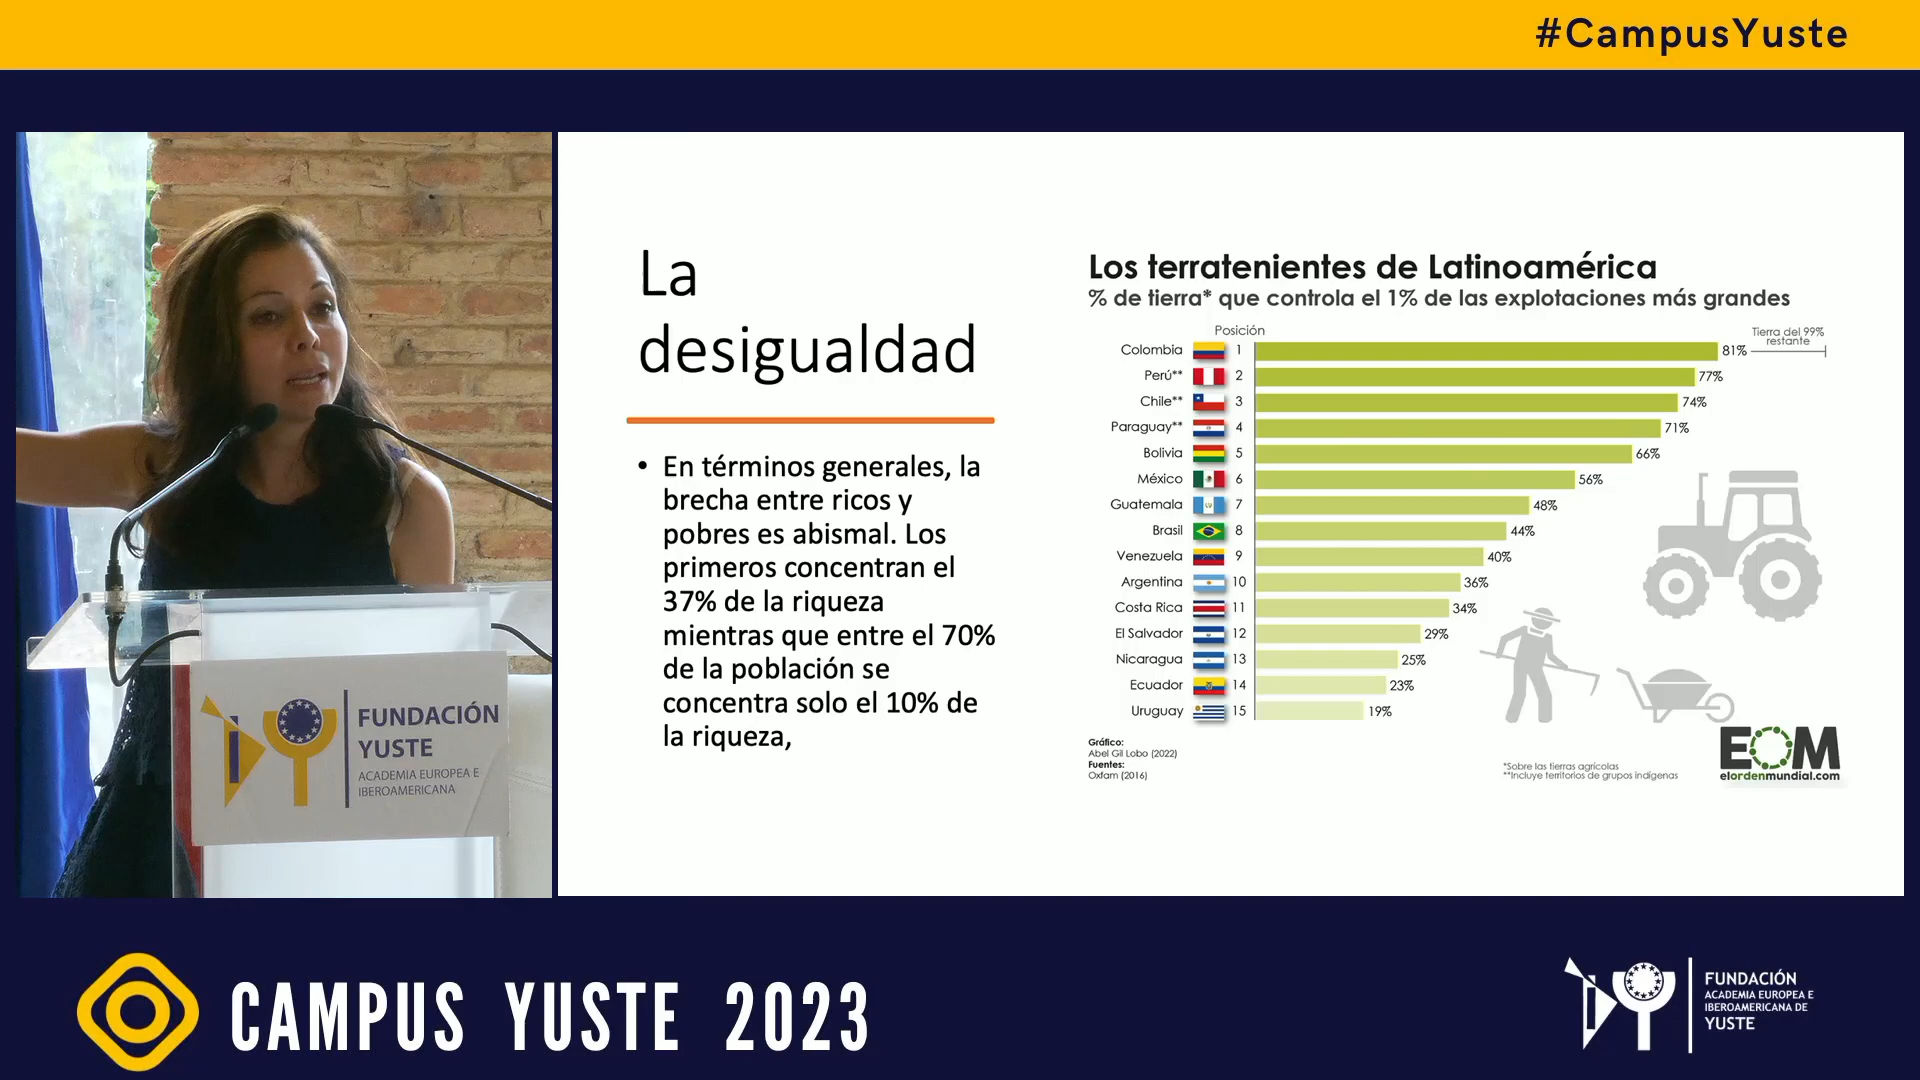 #CampusYuste
FUNDACIÓN
YUSTE
ACADEMIA EUROPEA E
IBEROAMERICANA
La
desigualdad
• En términos generales, la
brecha entre ricos y
pobres es abismal. Los
primeros concentran el
37% de la riqueza
mientras que entre el 70%
de la población se
concentra solo el 10% de
la riqueza,
Los terratenientes de Latinoamérica
% de tierra* que controla el 1% de las explotaciones más grandes
Posición
Tierra del 99%
restante
Colombia 1 81%
Perú** 2 77%
Chile** 3 74%
Paraguay** 4 71%
Bolivia 5 66%
México 6 56%
Guatemala 7 48%
Brasil 8 44%
Venezuela 9 40%
Argentina 10 36%
Costa Rica 11 34%
El Salvador 12 29%
Nicaragua 13 25%
Ecuador 14 23%
Uruguay 15 19%
Gráfico:
Abel Gil Lobo (2022)
Fuentes:
Oxfam (2016)
*Sobre las tierras agrícolas
**Incluye territorios de grupos indígenas
EOM
elordenmundial.com
CAMPUS YUSTE 2023
FUNDACIÓN
ACADEMIA EUROPEA E
IBEROAMERICANA DE
YUSTE